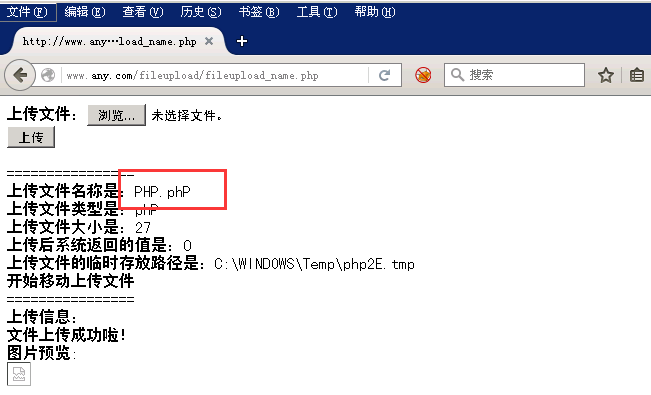 文件(F) 编辑(E) 查看(V) 历史(S) 书签(B) 工具(T) 帮助(H)
http://www.any…load_name.php × +
www.any.com/fileupload/fileupload_name.php 搜索
上传文件: 浏览... 未选择文件。
上传
================
上传文件名称是: PHP.phP
上传文件类型是: phP
上传文件大小是: 27
上传后系统返回的值是: 0
上传文件的临时存放路径是: C:\WINDOWS\Temp\php2E.tmp
开始移动上传文件
================
上传信息:
文件上传成功啦!
图片预览: